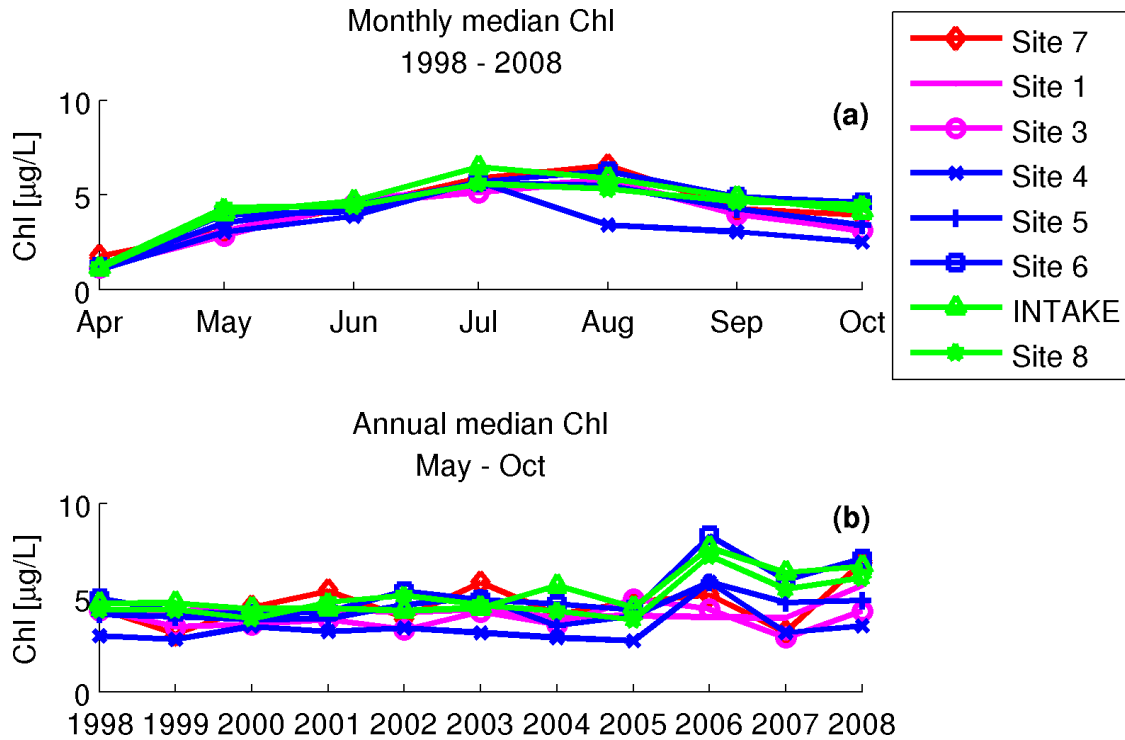 Monthly median Chl
1998 - 2008
(a)
Chl [µg/L]
10
5
0
Apr May Jun Jul Aug Sep Oct
Site 7
Site 1
Site 3
Site 4
Site 5
Site 6
INTAKE
Site 8
Annual median Chl
May - Oct
(b)
Chl [µg/L]
10
5
0
1998 1999 2000 2001 2002 2003 2004 2005 2006 2007 2008